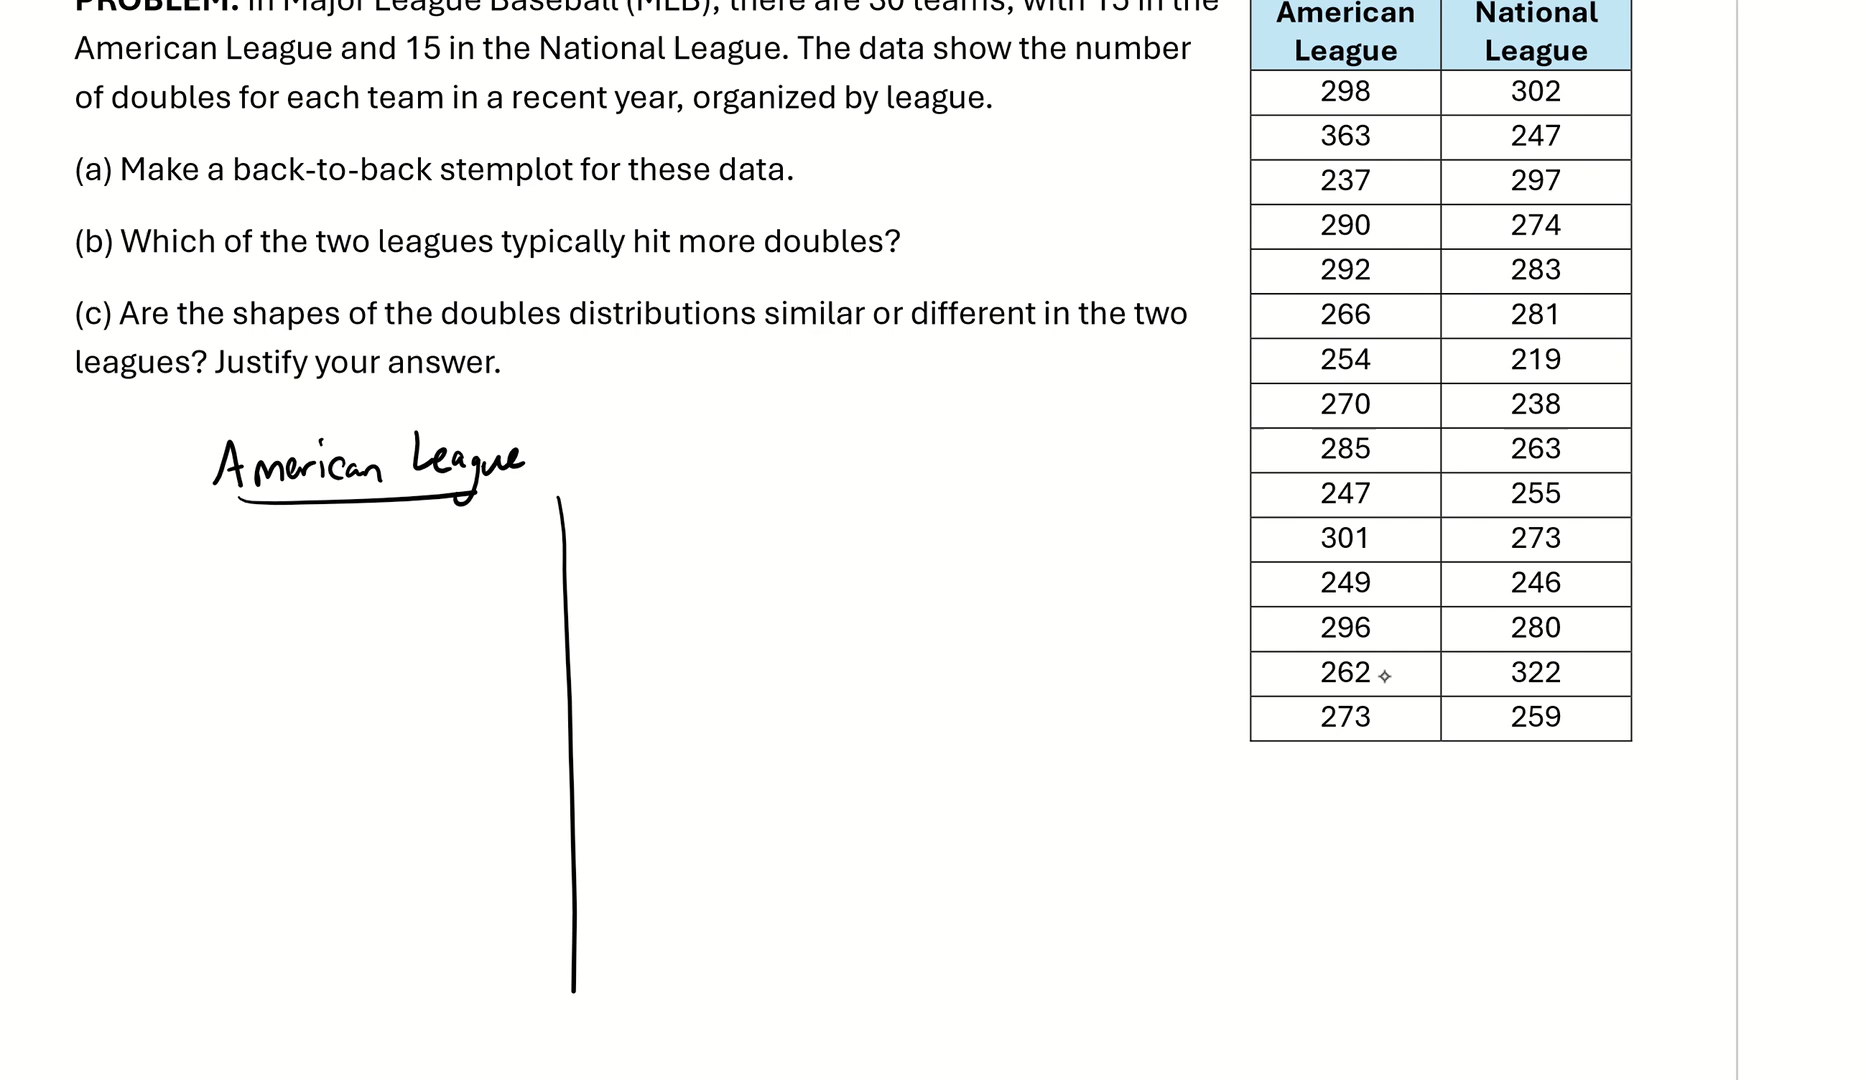 PROBLEM: In Major League Baseball (MLB), there are 30 teams, with 15 in the
American League and 15 in the National League. The data show the number
of doubles for each team in a recent year, organized by league.
(a) Make a back-to-back stemplot for these data.
(b) Which of the two leagues typically hit more doubles?
(c) Are the shapes of the doubles distributions similar or different in the two
leagues? Justify your answer.
American League
American National
League League
298 302
363 247
237 297
290 274
292 283
266 281
254 219
270 238
285 263
247 255
301 273
249 246
296 280
262 322
273 259